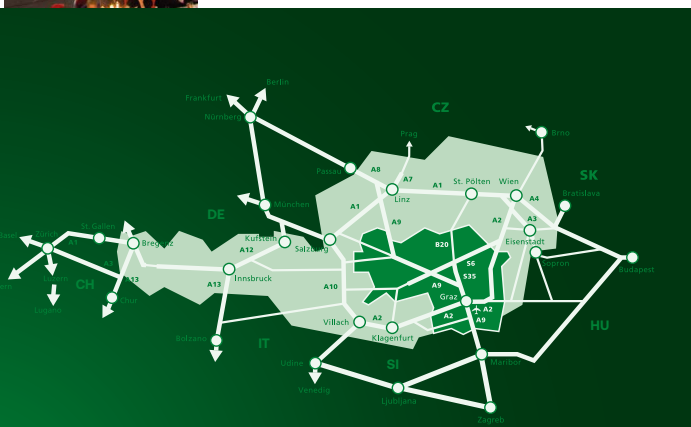 Berlin
Frankfurt
Nürnberg
CZ
Prag
Brno
Passau
A8
A7
A1
St. Pölten
Wien
SK
Linz
A4
Bratislava
München
A1
DE
A9
A2
A3
St.Gallen
Zürich
A1
Bregenz
Kufstein
A12
Salzburg
B20
Eisenstadt
Luzern
A13
CH
Chur
Lugano
A13
Innsbruck
A10
S6
S35
A9
Graz
Budapest
A2
A2
A9
Villach
A2
Klagenfurt
HU
Bolzano
IT
Udine
SI
Maribor
Venedig
Ljubljana
Zagreb